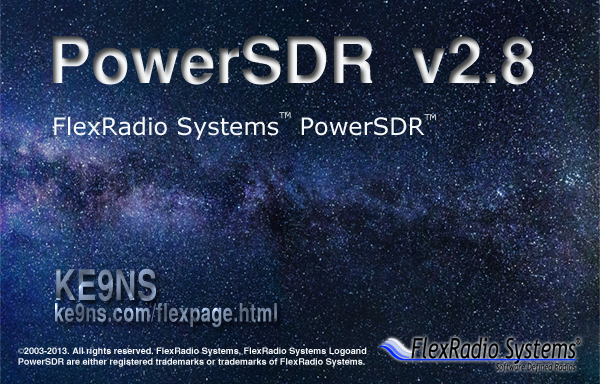 PowerSDR v2.8
FlexRadio Systems™ PowerSDR™
KE9NS
ke9ns.com/flexpage.html
©2003-2013. All rights reserved. FlexRadio Systems, FlexRadio Systems Logoand
PowerSDR are either registered trademarks or trademarks of FlexRadio Systems.
FlexRadio Systems®
Software Defined Radios